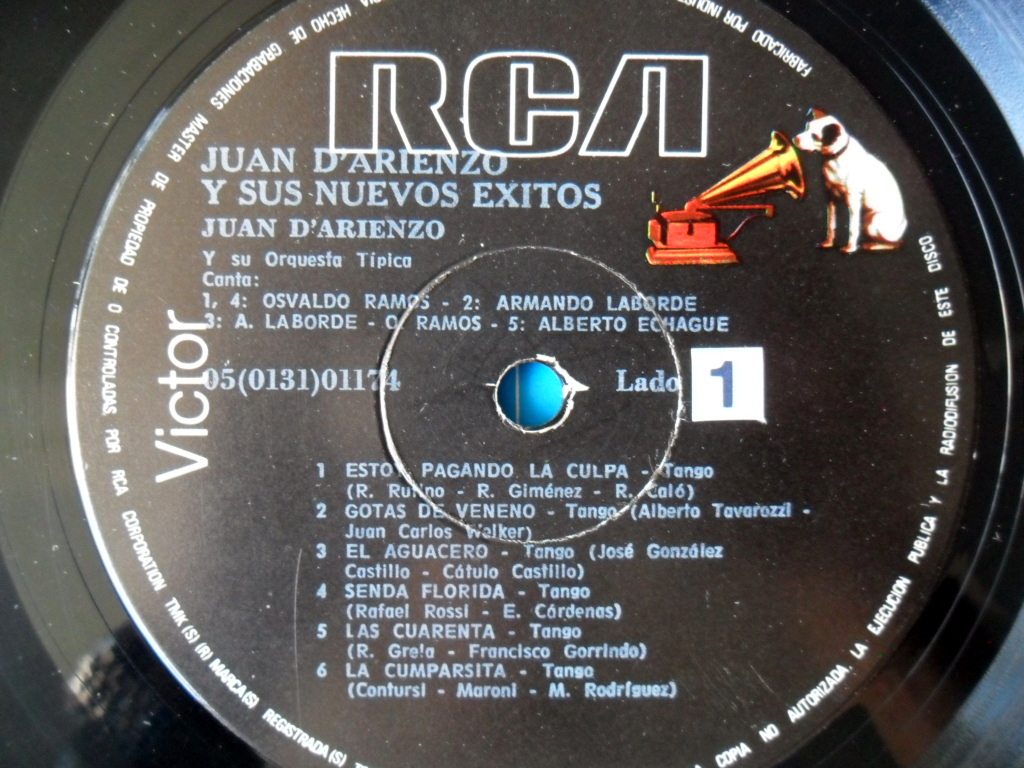 RCA
JUAN D'ARIENZO
Y SUS NUEVOS EXITOS
JUAN D'ARIENZO
Y su Orquesta Típica
Canta:
1, 4: OSVALDO RAMOS - 2: ARMANDO LABORDE
3: A. LABORDE - O. RAMOS - 5: ALBERTO ECHAGUE
Victor
05(0131)01174
Lado 1
1 ESTOY PAGANDO LA CULPA - Tango
(R. Rufino - R. Giménez - R. Caló)
2 GOTAS DE VENENO - Tango (Alberto Tavarozzi -
Juan Carlos Welker)
3 EL AGUACERO - Tango (José González
Castillo - Cátulo Castillo)
4 SENDA FLORIDA - Tango
(Rafael Rossi - E. Cárdenas)
5 LAS CUARENTA - Tango
(R. Grela - Francisco Gorrindo)
6 LA CUMPARSITA - Tango
(Contursi - Maroni - M. Rodríguez)
HECHO DE GRABACIONES MASTER DE PROPIEDAD DE O CONTROLADAS POR RCA CORPORATION TMK (S) (R) MARCA(S) REGISTRADA(S)
FABRICADO POR
COPIA NO AUTORIZADA. LA EJECUCION PUBLICA Y LA RADIODIFUSION DE ESTE DISCO